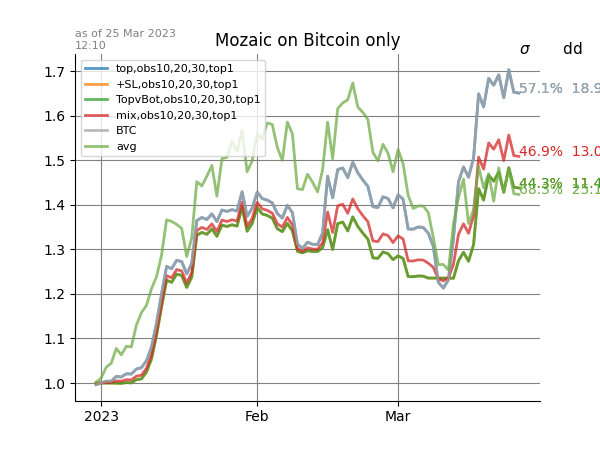 as of 25 Mar 2023
12:10
Mozaic on Bitcoin only
σ dd
top,obs10,20,30,top1
+SL,obs10,20,30,top1
TopvBot,obs10,20,30,top1
mix,obs10,20,30,top1
BTC
avg
1.7
1.6
1.5
1.4
1.3
1.2
1.1
1.0
57.1% 18.9
46.9% 13.0
44.3% 11.4
2023 Feb Mar